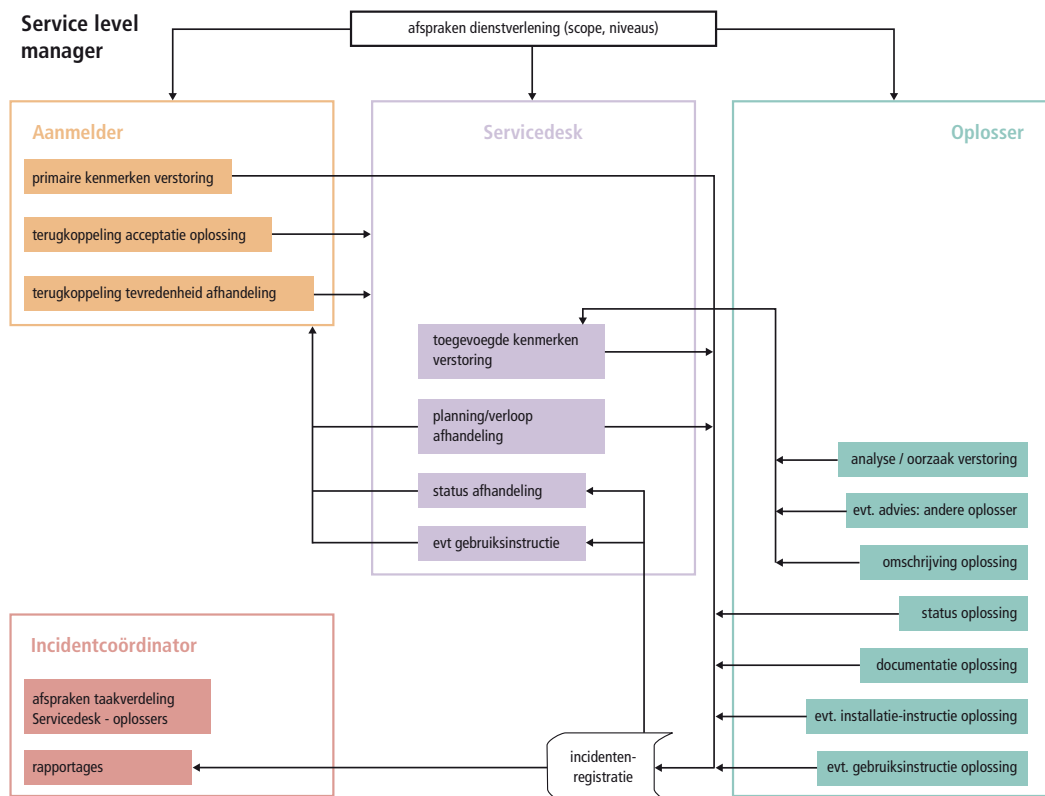 Service level
manager
afspraken dienstverlening (scope, niveaus)
Aanmelder
primaire kenmerken verstoring
terugkoppeling acceptatie oplossing
terugkoppeling tevredenheid afhandeling
Servicedesk
toegevoegde kenmerken
verstoring
planning/verloop
afhandeling
status afhandeling
evt gebruiksinstructie
Oplosser
analyse / oorzaak verstoring
evt. advies: andere oplosser
omschrijving oplossing
status oplossing
documentatie oplossing
evt. installatie-instructie oplossing
evt. gebruiksinstructie oplossing
Incidentcoördinator
afspraken taakverdeling
Servicedesk - oplossers
rapportages
incidenten-
registratie